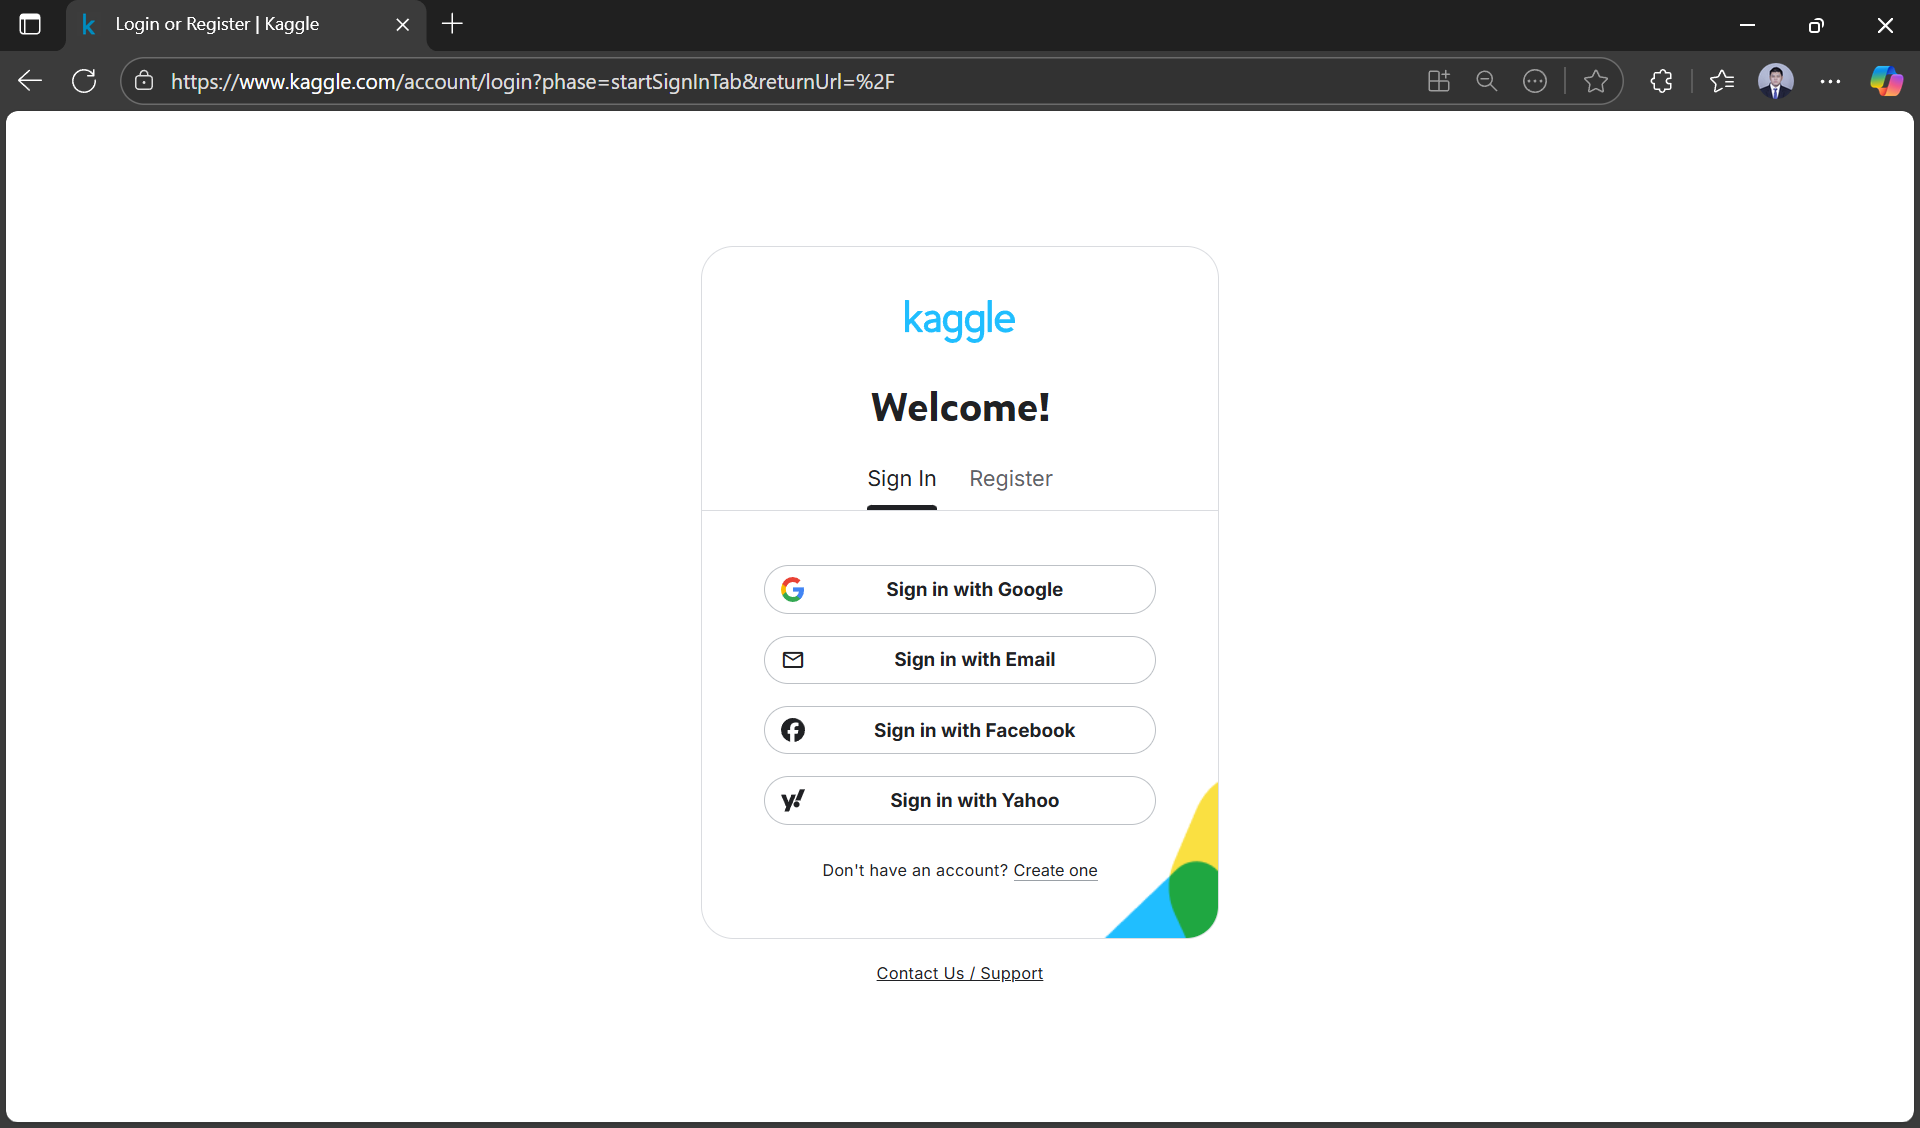 Login or Register | Kaggle
https://www.kaggle.com/account/login?phase=startSignInTab&returnUrl=%2F
kaggle
Welcome!
Sign In Register
Sign in with Google
Sign in with Email
Sign in with Facebook
Sign in with Yahoo
Don't have an account? Create one
Contact Us / Support